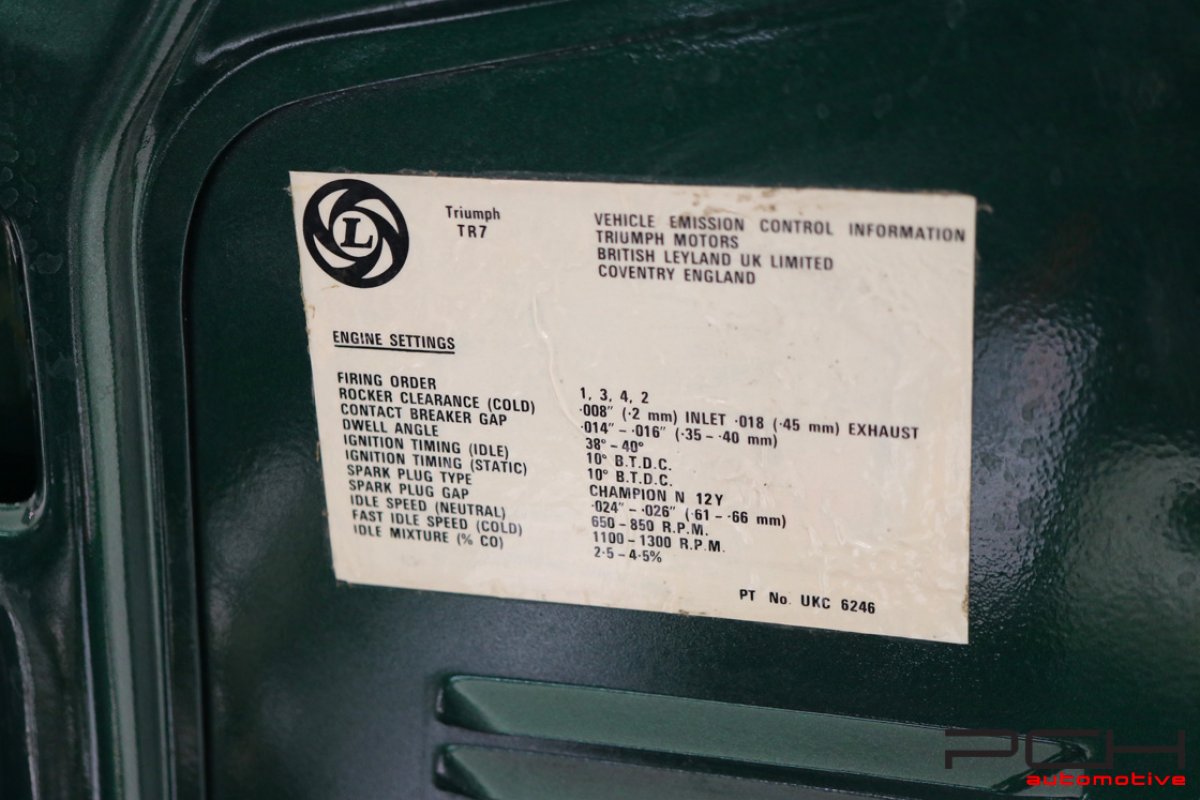 L
Triumph
TR7
VEHICLE EMISSION CONTROL INFORMATION
TRIUMPH MOTORS
BRITISH LEYLAND UK LIMITED
COVENTRY ENGLAND
ENGINE SETTINGS
FIRING ORDER 1, 3, 4, 2
ROCKER CLEARANCE (COLD) ·008" (·2 mm) INLET ·018 (·45 mm) EXHAUST
CONTACT BREAKER GAP ·014" – ·016" (·35 – ·40 mm)
DWELL ANGLE 38° – 40°
IGNITION TIMING (IDLE) 10° B.T.D.C.
IGNITION TIMING (STATIC) 10° B.T.D.C.
SPARK PLUG TYPE CHAMPION N 12Y
SPARK PLUG GAP ·024" – ·026" (·61 – ·66 mm)
IDLE SPEED (NEUTRAL) 650 – 850 R.P.M.
FAST IDLE SPEED (COLD) 1100 – 1300 R.P.M.
IDLE MIXTURE (% CO) 2·5 – 4·5%
PT No. UKC 6246
PCH
automotive